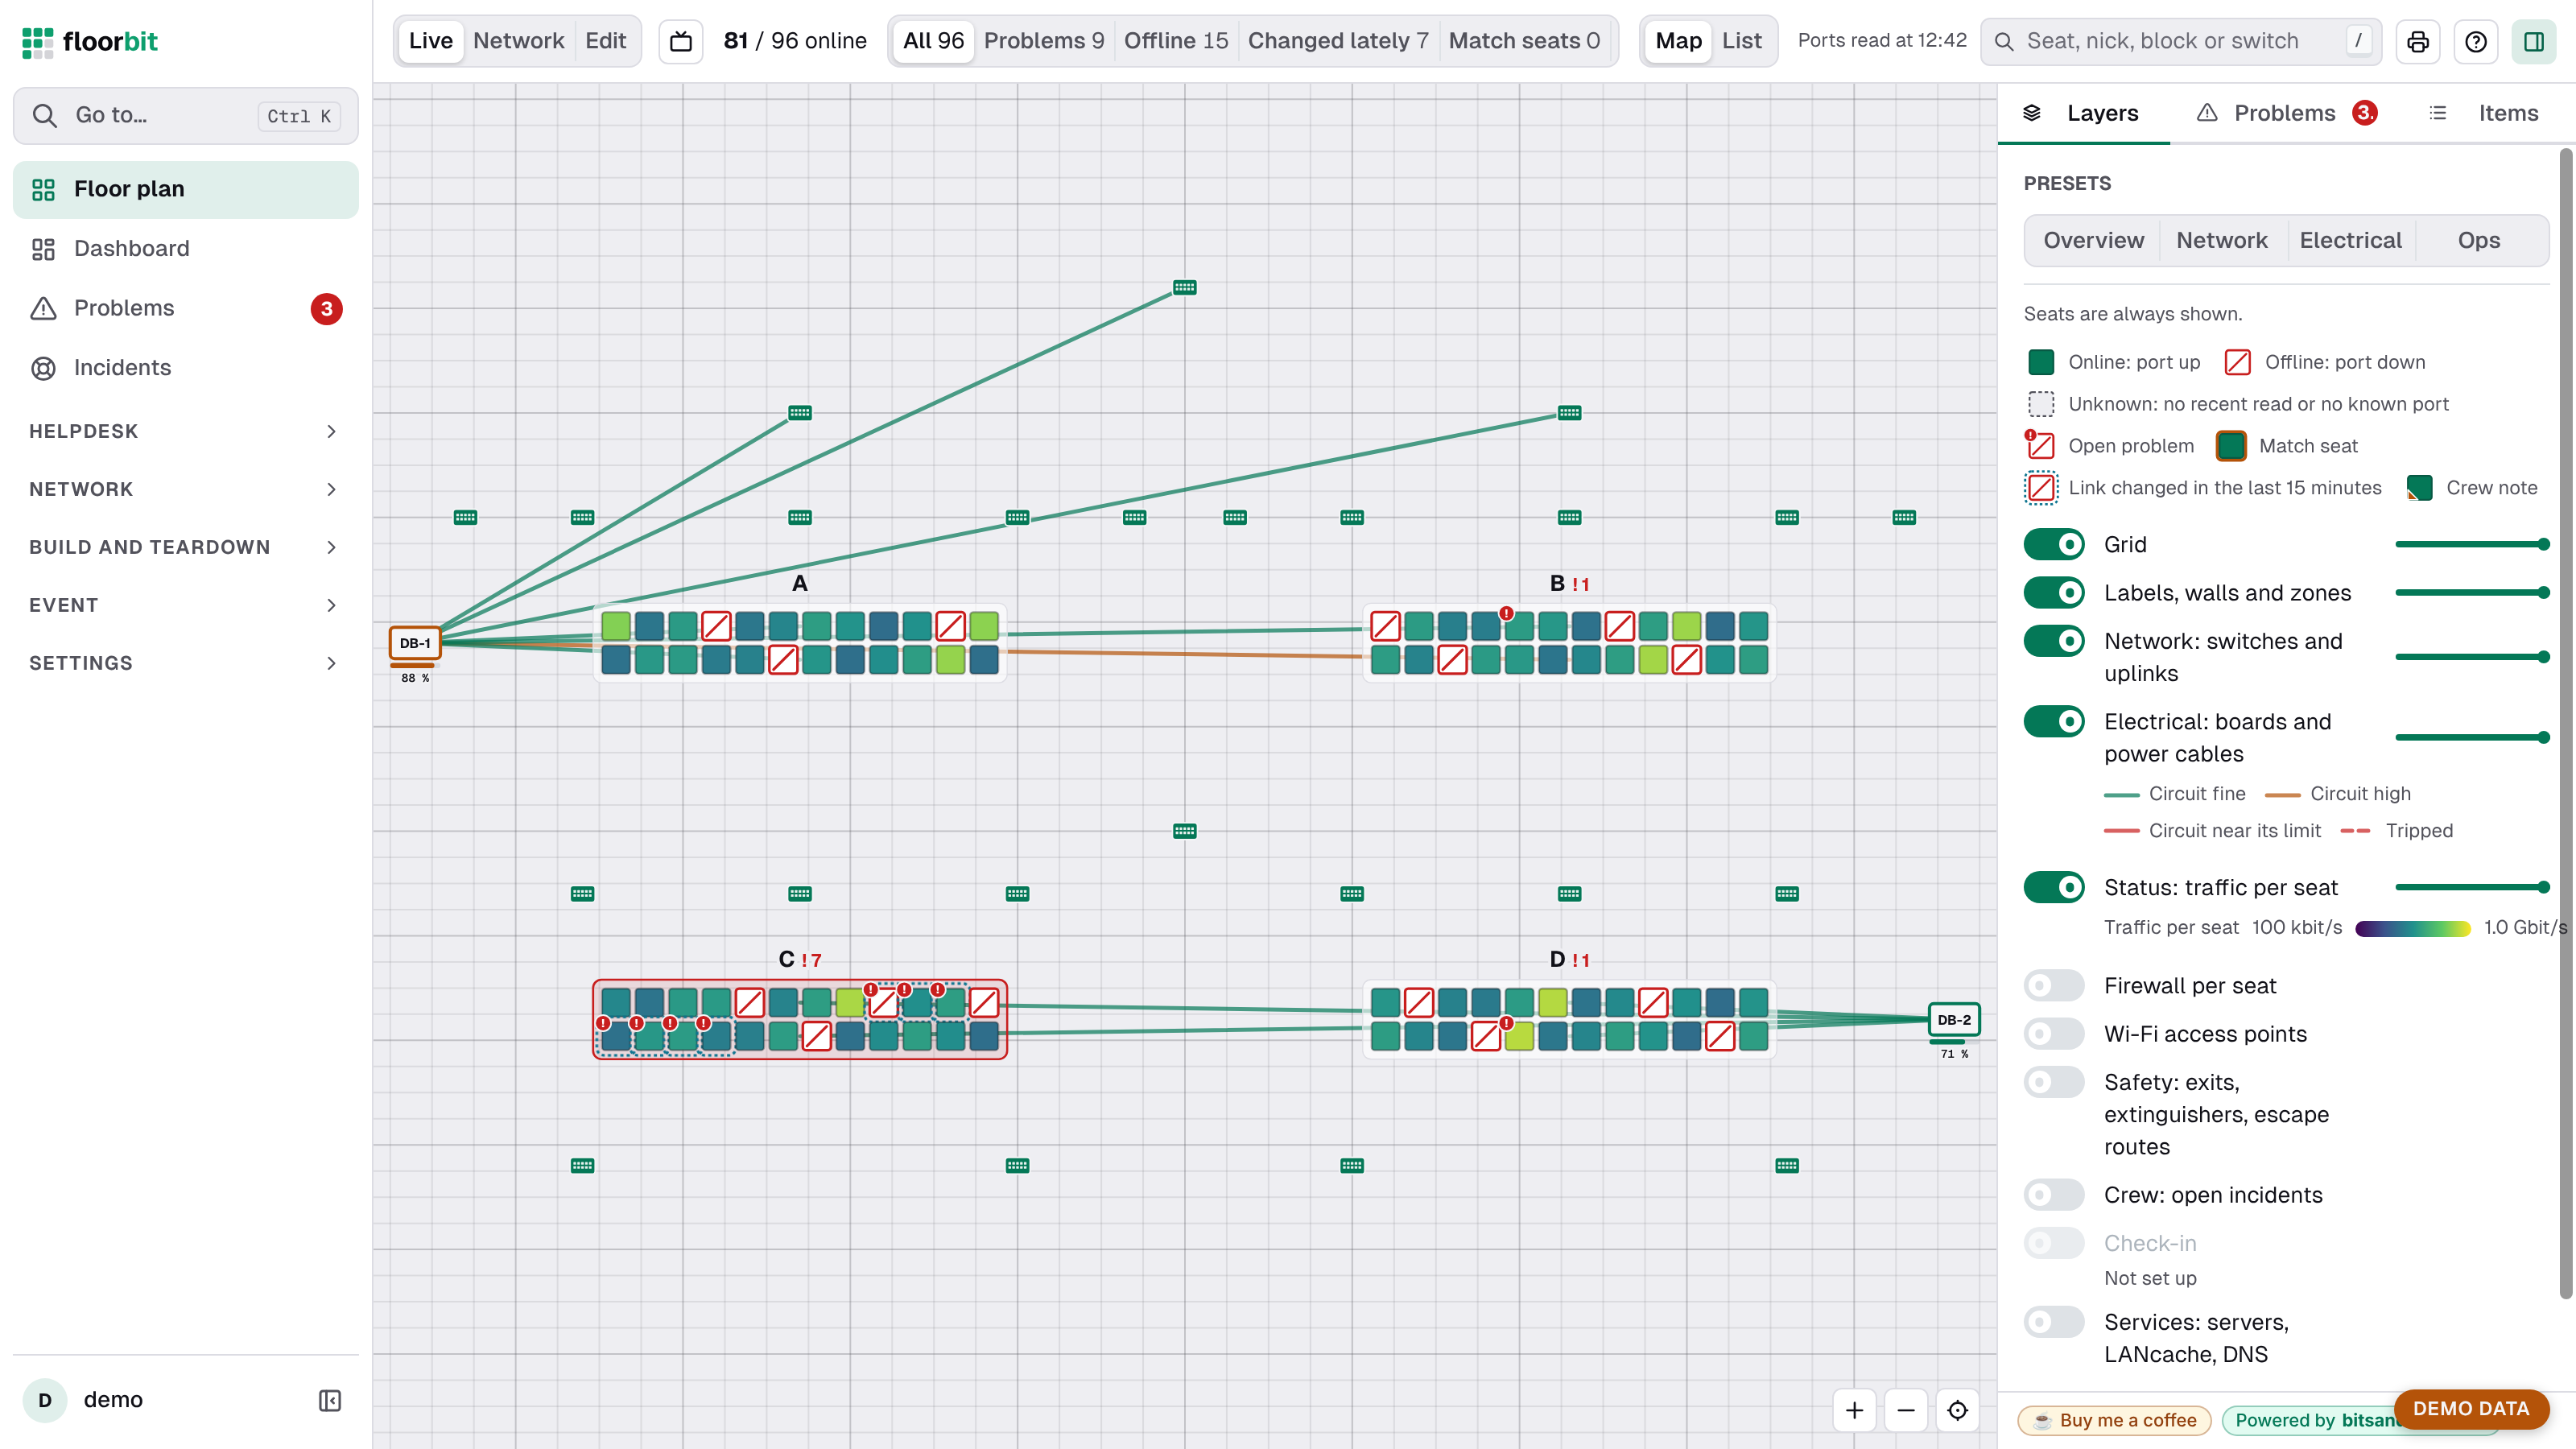 floorbit
Go to...
Ctrl K
Floor plan
Dashboard
Problems
3
Incidents
HELPDESK
NETWORK
BUILD AND TEARDOWN
EVENT
SETTINGS
D
demo
Live
Network
Edit
81 / 96 online
All 96
Problems 9
Offline 15
Changed lately 7
Match seats 0
Map
List
Ports read at 12:42
Seat, nick, block or switch
/
A
B !1
DB-1
88 %
C !7
D !1
DB-2
71 %
Layers
Problems
3.
Items
PRESETS
Overview
Network
Electrical
Ops
Seats are always shown.
Online: port up
Offline: port down
Unknown: no recent read or no known port
Open problem
Match seat
Link changed in the last 15 minutes
Crew note
Grid
Labels, walls and zones
Network: switches and
uplinks
Electrical: boards and
power cables
Circuit fine
Circuit high
Circuit near its limit
Tripped
Status: traffic per seat
Traffic per seat 100 kbit/s 1.0 Gbit/s
Firewall per seat
Wi-Fi access points
Safety: exits,
extinguishers, escape
routes
Crew: open incidents
Check-in
Not set up
Services: servers,
LANcache, DNS
Buy me a coffee
Powered by
DEMO DATA